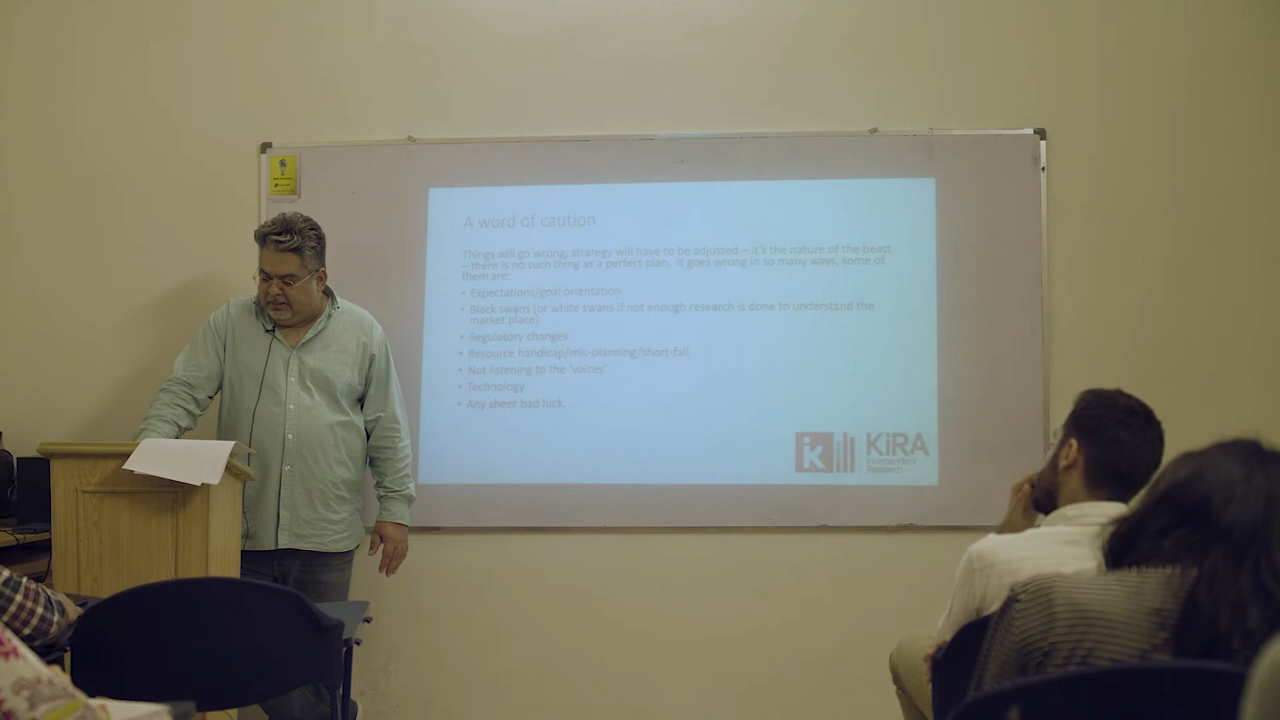 A word of caution
Things will go wrong; strategy will have to be adjusted – it's the nature of the beast
– there is no such thing as a perfect plan. It goes wrong in so many ways, some of
them are:
• Expectations/goal orientation
• Black swans (or white swans if not enough research is done to understand the
market place)
• Regulatory changes
• Resource handicap/mis-planning/short-fall
• Not listening to the 'voices'
• Technology
• Any sheer bad luck.
ik
KiRA
Independent
Research